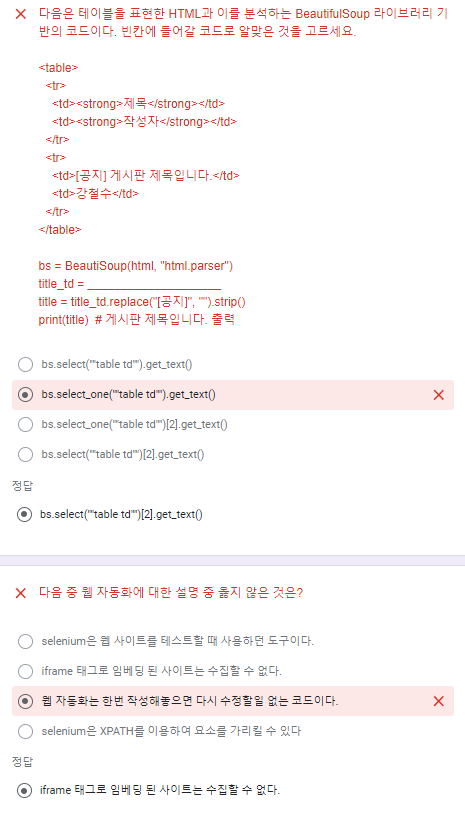 다음은 테이블을 표현한 HTML과 이를 분석하는 BeautifulSoup 라이브러리 기
반의 코드이다. 빈칸에 들어갈 코드로 알맞은 것을 고르세요.
<table>
<tr>
<td><strong>제목</strong></td>
<td><strong>작성자</strong></td>
</tr>
<tr>
<td>[공지] 게시판 제목입니다.</td>
<td>강철수</td>
</tr>
</table>
bs = BeautiSoup(html, "html.parser")
title_td = ____________________
title = title_td.replace("[공지]", "").strip()
print(title)  # 게시판 제목입니다. 출력
bs.select("'table td'").get_text()
bs.select_one("'table td'").get_text()
bs.select_one("'table td'")[2].get_text()
bs.select("'table td'")[2].get_text()
정답
bs.select("'table td'")[2].get_text()
다음 중 웹 자동화에 대한 설명 중 옳지 않은 것은?
selenium은 웹 사이트를 테스트할 때 사용하던 도구이다.
iframe 태그로 임베딩 된 사이트는 수집할 수 없다.
웹 자동화는 한번 작성해놓으면 다시 수정할일 없는 코드이다.
selenium은 XPATH를 이용하여 요소를 가리킬 수 있다
정답
iframe 태그로 임베딩 된 사이트는 수집할 수 없다.